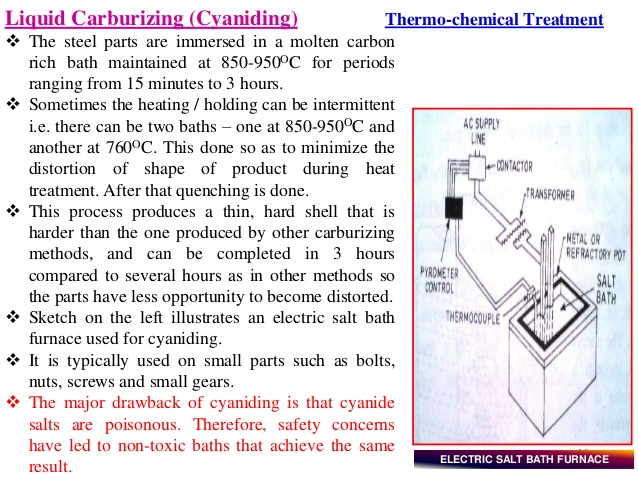 Liquid Carburizing (Cyaniding)
Thermo-chemical Treatment
❖ The steel parts are immersed in a molten carbon
rich bath maintained at 850-950ᴼC for periods
ranging from 15 minutes to 3 hours.
❖ Sometimes the heating / holding can be intermittent
i.e. there can be two baths – one at 850-950ᴼC and
another at 760ᴼC. This done so as to minimize the
distortion of shape of product during heat
treatment. After that quenching is done.
❖ This process produces a thin, hard shell that is
harder than the one produced by other carburizing
methods, and can be completed in 3 hours
compared to several hours as in other methods so
the parts have less opportunity to become distorted.
❖ Sketch on the left illustrates an electric salt bath
furnace used for cyaniding.
❖ It is typically used on small parts such as bolts,
nuts, screws and small gears.
❖ The major drawback of cyaniding is that cyanide
salts are poisonous. Therefore, safety concerns
have led to non-toxic baths that achieve the same
result.
AC SUPPLY
LINE
CONTACTOR
TRANSFORMER
METAL OR
REFRACTORY POT
SALT
BATH
PYROMETER
CONTROL
THERMOCOUPLE
ELECTRIC SALT BATH FURNACE